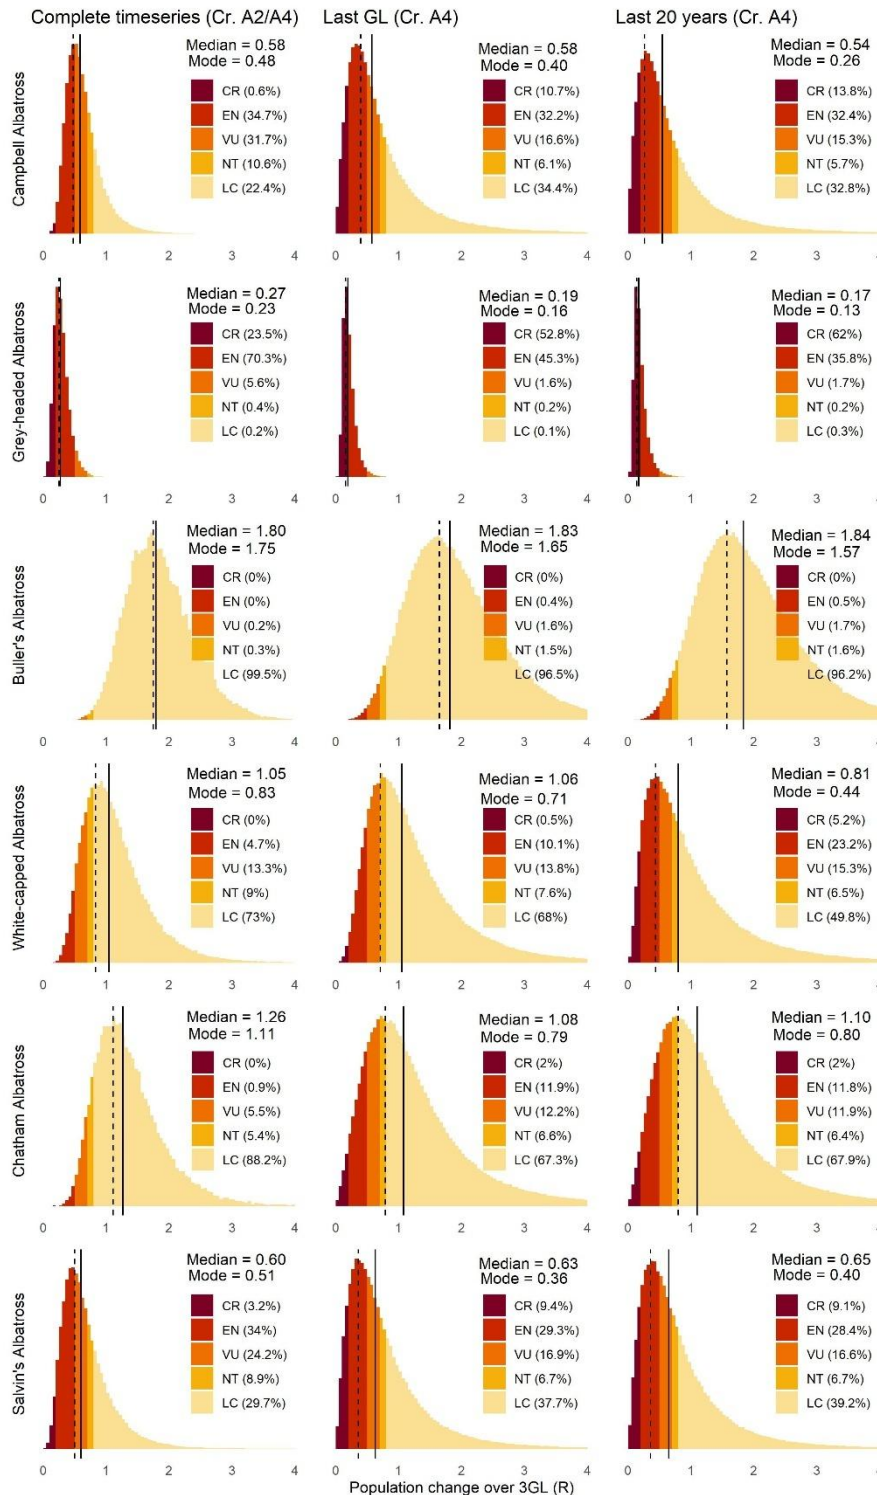 Complete timeseries (Cr. A2/A4)
Last GL (Cr. A4)
Last 20 years (Cr. A4)
Campbell Albatross
Median = 0.58
Mode = 0.48
CR (0.6%)
EN (34.7%)
VU (31.7%)
NT (10.6%)
LC (22.4%)
0 1 2 3 4
Median = 0.58
Mode = 0.40
CR (10.7%)
EN (32.2%)
VU (16.6%)
NT (6.1%)
LC (34.4%)
0 1 2 3 4
Median = 0.54
Mode = 0.26
CR (13.8%)
EN (32.4%)
VU (15.3%)
NT (5.7%)
LC (32.8%)
0 1 2 3 4
Grey-headed Albatross
Median = 0.27
Mode = 0.23
CR (23.5%)
EN (70.3%)
VU (5.6%)
NT (0.4%)
LC (0.2%)
0 1 2 3 4
Median = 0.19
Mode = 0.16
CR (52.8%)
EN (45.3%)
VU (1.6%)
NT (0.2%)
LC (0.1%)
0 1 2 3 4
Median = 0.17
Mode = 0.13
CR (62%)
EN (35.8%)
VU (1.7%)
NT (0.2%)
LC (0.3%)
0 1 2 3 4
Buller's Albatross
Median = 1.80
Mode = 1.75
CR (0%)
EN (0%)
VU (0.2%)
NT (0.3%)
LC (99.5%)
0 1 2 3 4
Median = 1.83
Mode = 1.65
CR (0%)
EN (0.4%)
VU (1.6%)
NT (1.5%)
LC (96.5%)
0 1 2 3 4
Median = 1.84
Mode = 1.57
CR (0%)
EN (0.5%)
VU (1.7%)
NT (1.6%)
LC (96.2%)
0 1 2 3 4
White-capped Albatross
Median = 1.05
Mode = 0.83
CR (0%)
EN (4.7%)
VU (13.3%)
NT (9%)
LC (73%)
0 1 2 3 4
Median = 1.06
Mode = 0.71
CR (0.5%)
EN (10.1%)
VU (13.8%)
NT (7.6%)
LC (68%)
0 1 2 3 4
Median = 0.81
Mode = 0.44
CR (5.2%)
EN (23.2%)
VU (15.3%)
NT (6.5%)
LC (49.8%)
0 1 2 3 4
Chatham Albatross
Median = 1.26
Mode = 1.11
CR (0%)
EN (0.9%)
VU (5.5%)
NT (5.4%)
LC (88.2%)
0 1 2 3 4
Median = 1.08
Mode = 0.79
CR (2%)
EN (11.9%)
VU (12.2%)
NT (6.6%)
LC (67.3%)
0 1 2 3 4
Median = 1.10
Mode = 0.80
CR (2%)
EN (11.8%)
VU (11.9%)
NT (6.4%)
LC (67.9%)
0 1 2 3 4
Salvin's Albatross
Median = 0.60
Mode = 0.51
CR (3.2%)
EN (34%)
VU (24.2%)
NT (8.9%)
LC (29.7%)
0 1 2 3 4
Median = 0.63
Mode = 0.36
CR (9.4%)
EN (29.3%)
VU (16.9%)
NT (6.7%)
LC (37.7%)
0 1 2 3 4
Median = 0.65
Mode = 0.40
CR (9.1%)
EN (28.4%)
VU (16.6%)
NT (6.7%)
LC (39.2%)
0 1 2 3 4
Population change over 3GL (R)